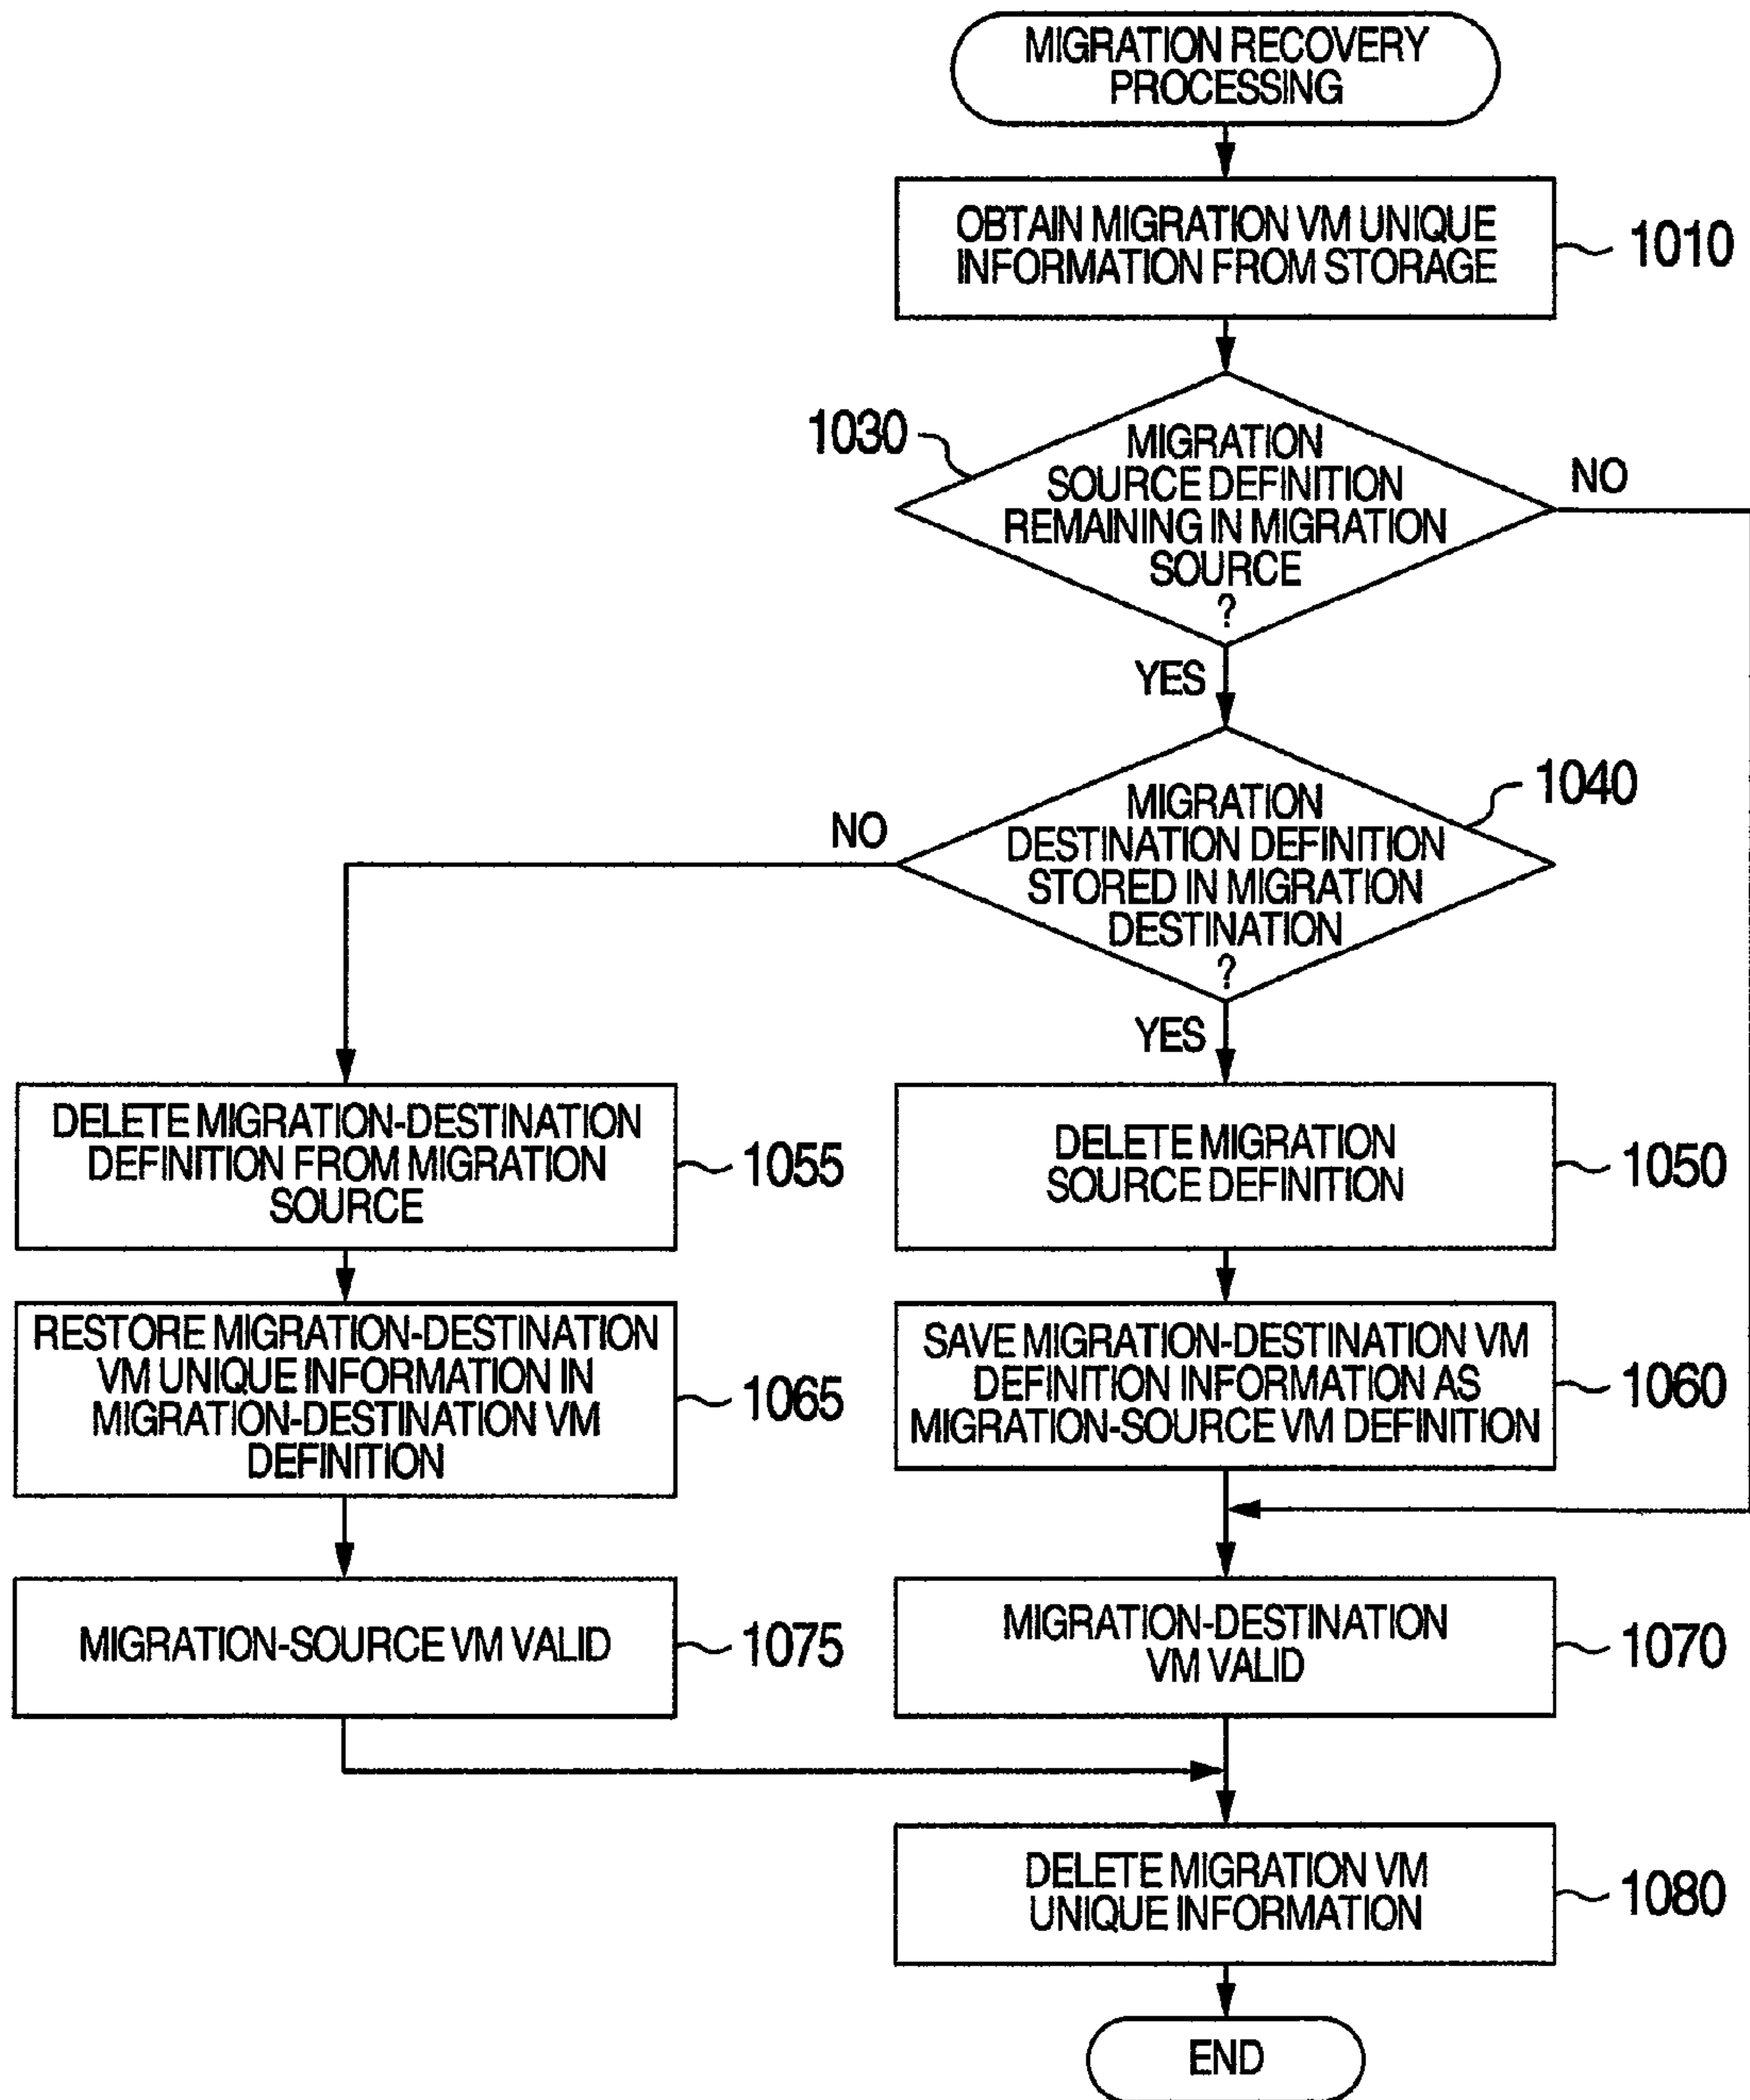 MIGRATION RECOVERY
PROCESSING
OBTAIN MIGRATION VM UNIQUE
INFORMATION FROM STORAGE
1010
1030
MIGRATION
SOURCE DEFINITION
REMAINING IN MIGRATION
SOURCE
?
NO
YES
1040
MIGRATION
DESTINATION DEFINITION
STORED IN MIGRATION
DESTINATION
?
NO
YES
DELETE MIGRATION-DESTINATION
DEFINITION FROM MIGRATION
SOURCE
1055
DELETE MIGRATION
SOURCE DEFINITION
1050
RESTORE MIGRATION-DESTINATION
VM UNIQUE INFORMATION IN
MIGRATION-DESTINATION VM
DEFINITION
1065
SAVE MIGRATION-DESTINATION VM
DEFINITION INFORMATION AS
MIGRATION-SOURCE VM DEFINITION
1060
MIGRATION-SOURCE VM VALID
1075
MIGRATION-DESTINATION
VM VALID
1070
DELETE MIGRATION VM
UNIQUE INFORMATION
1080
END